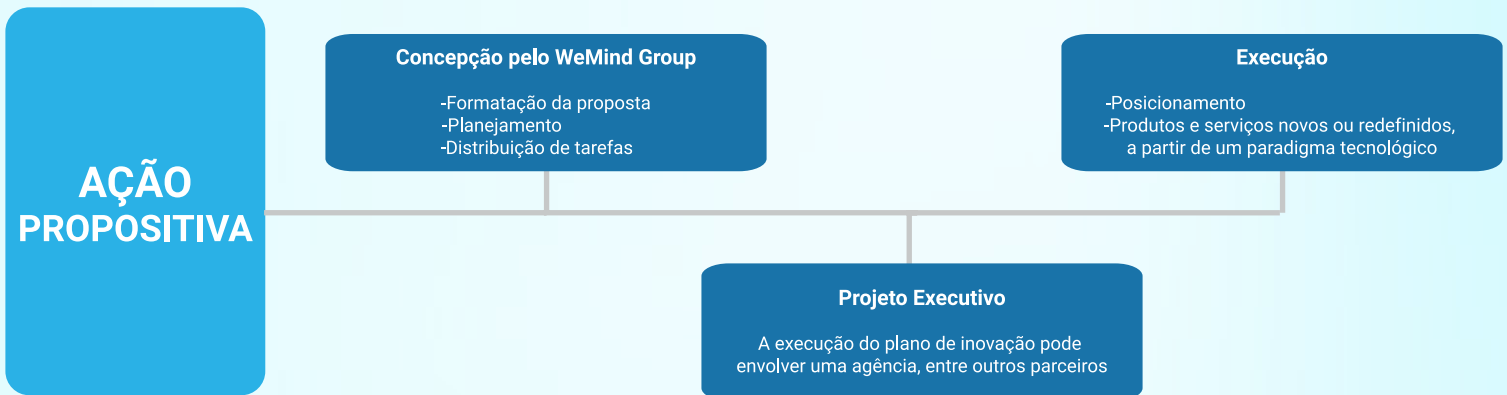 AÇÃO
PROPOSITIVA
Concepção pelo WeMind Group
-Formatação da proposta
-Planejamento
-Distribuição de tarefas
Projeto Executivo
A execução do plano de inovação pode
envolver uma agência, entre outros parceiros
Execução
-Posicionamento
-Produtos e serviços novos ou redefinidos,
a partir de um paradigma tecnológico